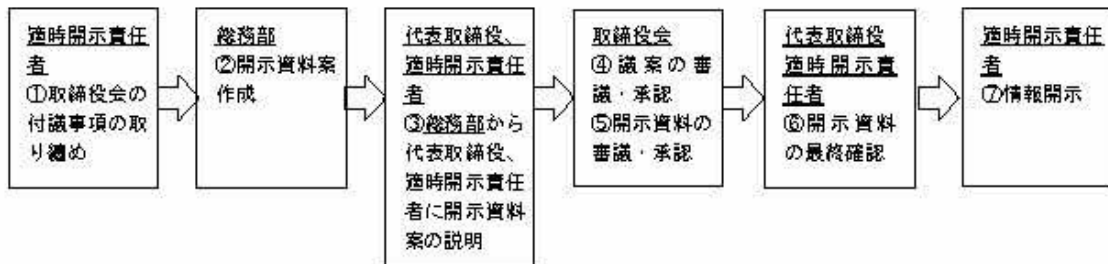 適時開示責任
者
①取締役会の
付議事項の取
り纏め
総務部
②開示資料案
作成
代表取締役、
適時開示責任
者
③総務部から
代表取締役、
適時開示責任
者に開示資料
案の説明
取締役会
④議案の審
議・承認
⑤開示資料の
審議・承認
代表取締役
適時開示責
任者
⑥開示資料
の最終確認
適時開示責任
者
⑦情報開示